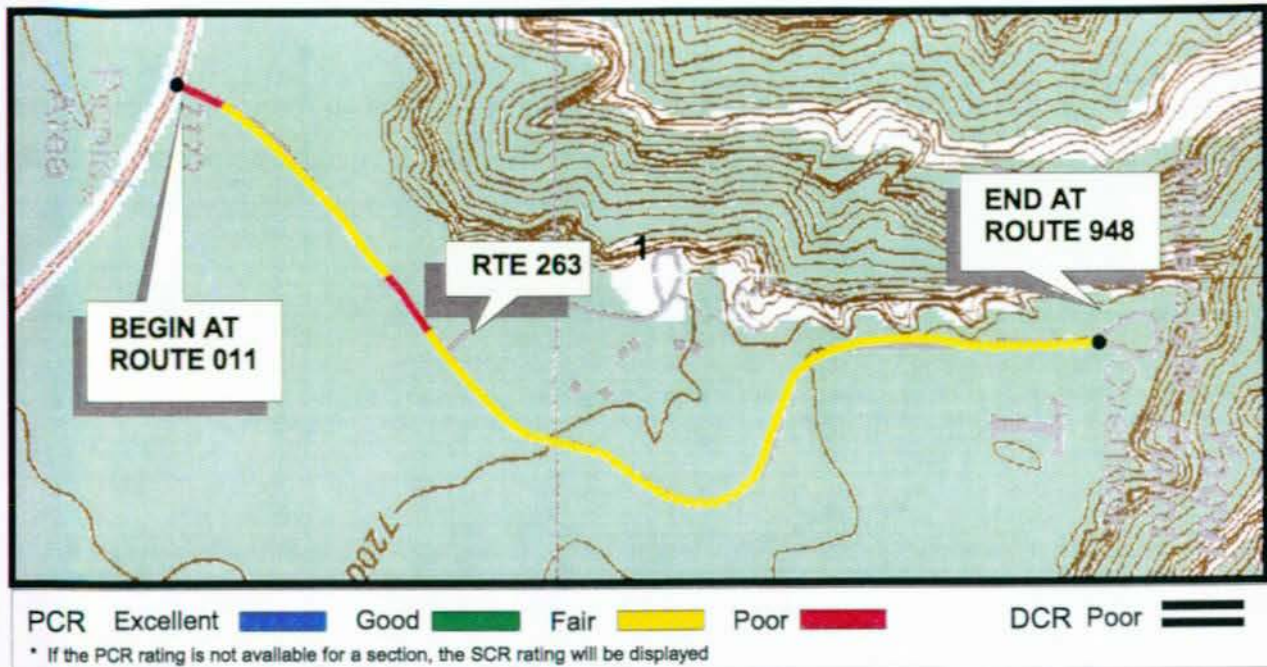 BEGIN AT
ROUTE 011
RTE 263
1
END AT
ROUTE 948
7200
PCR Excellent Good Fair Poor DCR Poor
* If the PCR rating is not available for a section, the SCR rating will be displayed